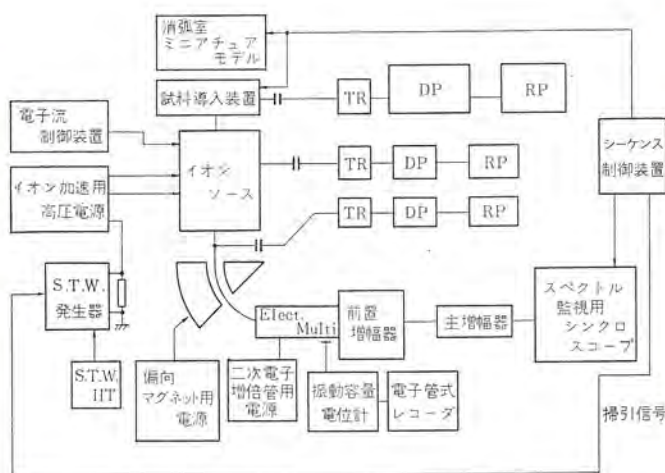 消弧室
ミニアチュア
モデル
試料導入装置
TR
DP
RP
電子流
制御装置
イオン
ソース
TR
DP
RP
シーケンス
制御装置
イオン加速用
高圧電源
TR
DP
RP
S.T.W.
発生器
Elect.
Multi
前置
増幅器
主増幅器
スペクトル
監視用
シンクロ
スコープ
S.T.W.
HT
偏向
マグネット用
電源
二次電子
増倍管用
電源
振動容量
電位計
電子管式
レコーダ
掃引信号